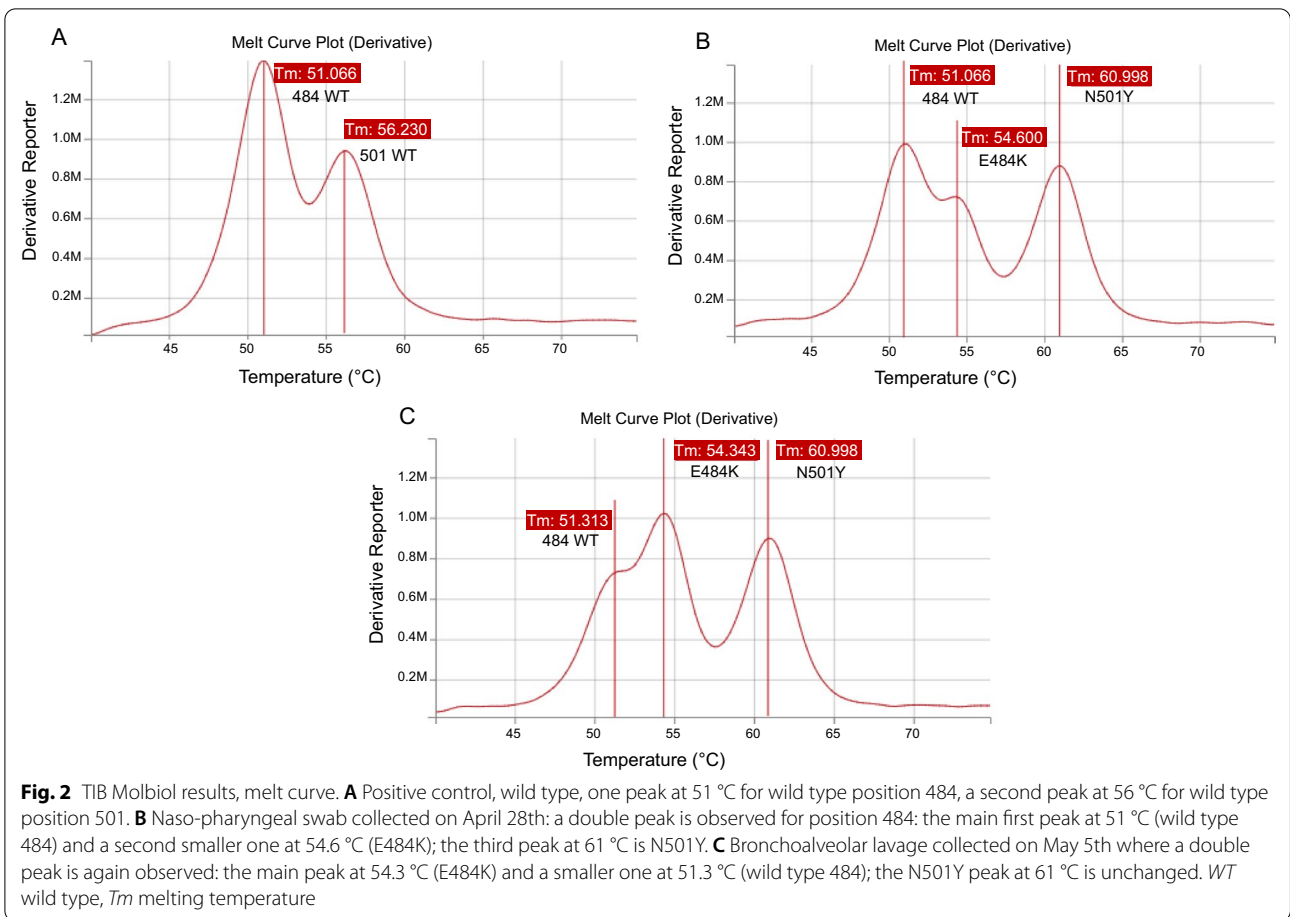 A
Melt Curve Plot (Derivative)
Tm: 51.066
484 WT
Tm: 56.230
501 WT
1.2M
1.0M
0.8M
0.6M
0.4M
0.2M
Derivative Reporter
45 50 55 60 65 70
Temperature (°C)
B
Melt Curve Plot (Derivative)
Tm: 51.066
484 WT
Tm: 54.600
E484K
Tm: 60.998
N501Y
1.2M
1.0M
0.8M
0.6M
0.4M
0.2M
Derivative Reporter
45 50 55 60 65 70
Temperature (°C)
C
Melt Curve Plot (Derivative)
Tm: 54.343
E484K
Tm: 60.998
N501Y
Tm: 51.313
484 WT
1.2M
1.0M
0.8M
0.6M
0.4M
0.2M
Derivative Reporter
45 50 55 60 65 70
Temperature (°C)
Fig. 2 TIB Molbiol results, melt curve. A Positive control, wild type, one peak at 51 °C for wild type position 484, a second peak at 56 °C for wild type
position 501. B Naso-pharyngeal swab collected on April 28th: a double peak is observed for position 484: the main first peak at 51 °C (wild type
484) and a second smaller one at 54.6 °C (E484K); the third peak at 61 °C is N501Y. C Bronchoalveolar lavage collected on May 5th where a double
peak is again observed: the main peak at 54.3 °C (E484K) and a smaller one at 51.3 °C (wild type 484); the N501Y peak at 61 °C is unchanged. WT
wild type, Tm melting temperature